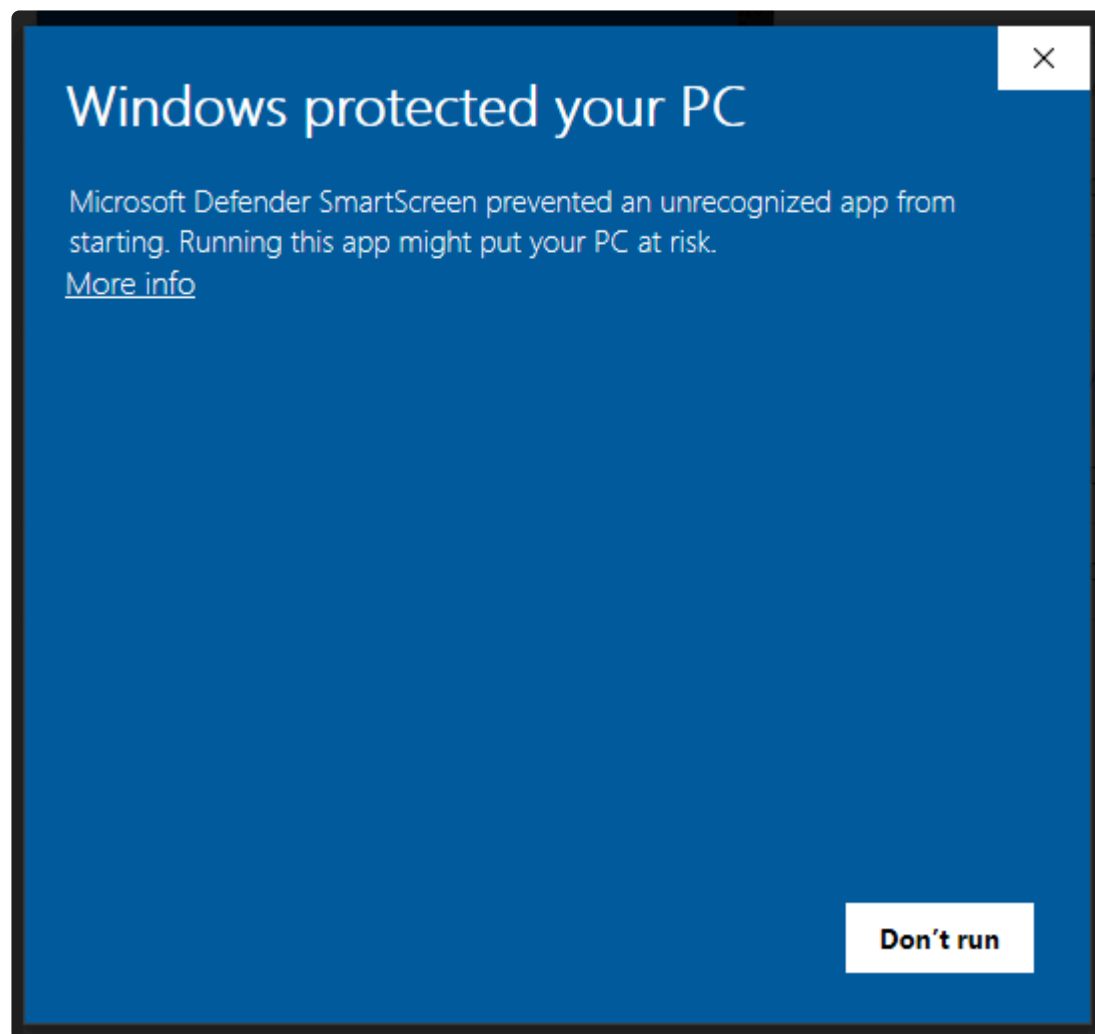 Windows protected your PC
Microsoft Defender SmartScreen prevented an unrecognized app from
starting. Running this app might put your PC at risk.
More info
Don’t run